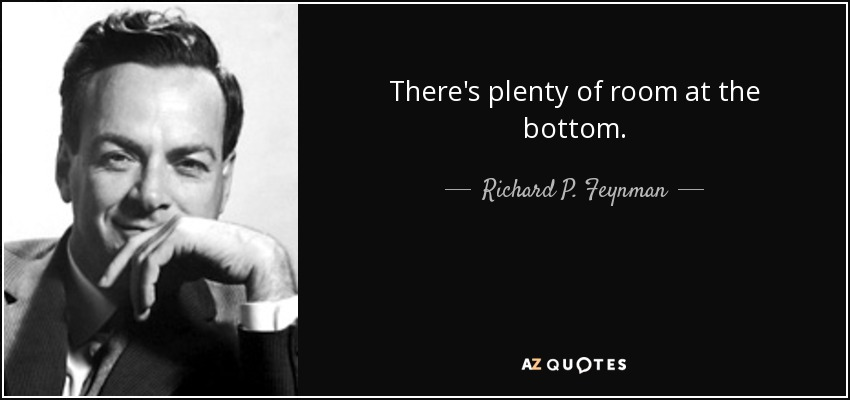 There's plenty of room at the
bottom.
Richard P. Feynman
AZ QUOTES